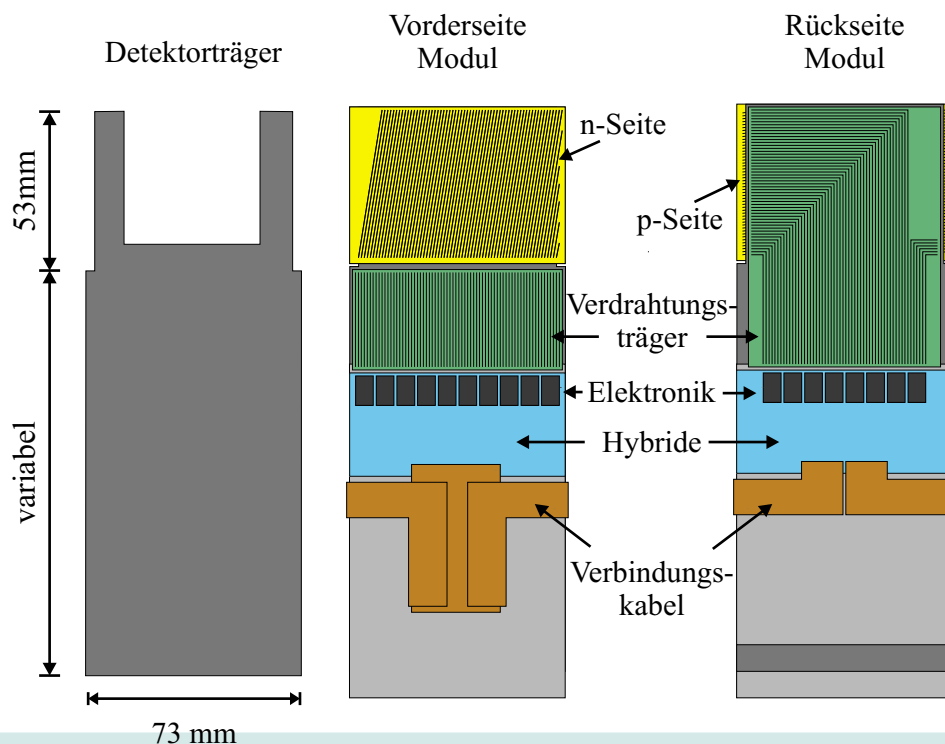 Detektorträger
Vorderseite
Modul
Rückseite
Modul
n-Seite
53mm
p-Seite
Verdrahtungs-
träger
Elektronik
Hybride
variabel
Verbindungs-
kabel
73 mm